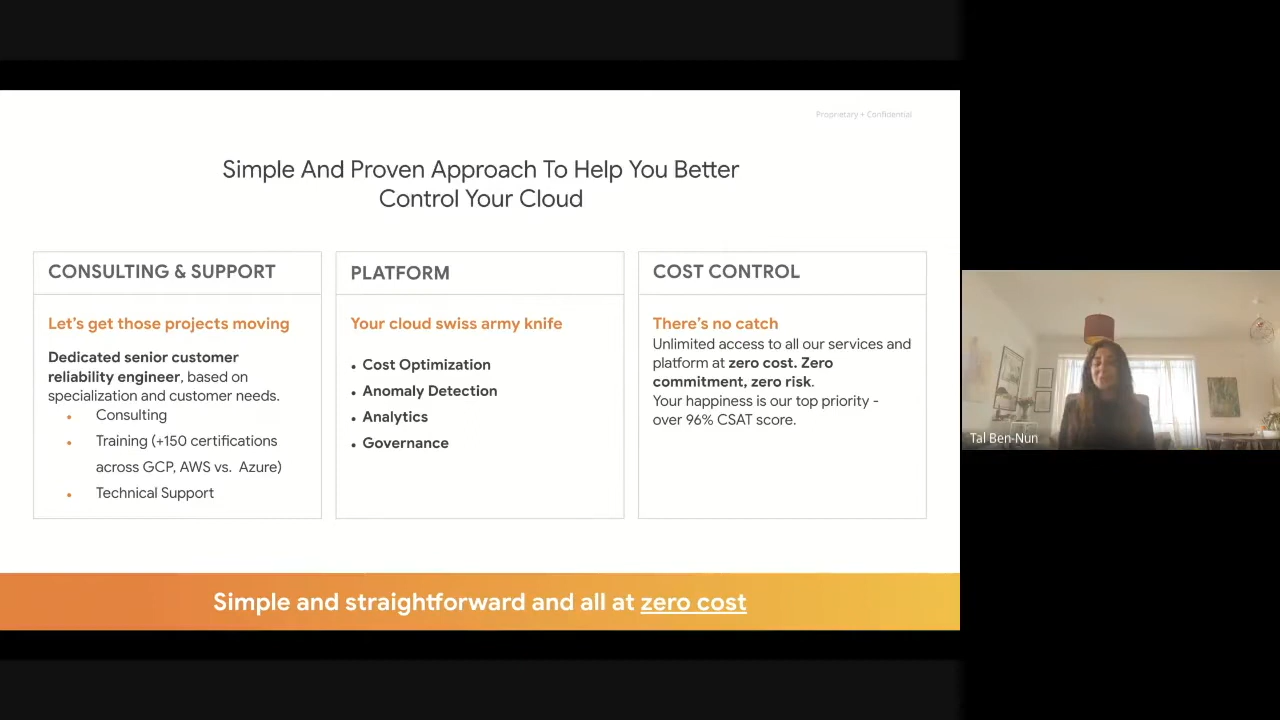 Proprietary + Confidential
Simple And Proven Approach To Help You Better
Control Your Cloud
CONSULTING & SUPPORT
Let's get those projects moving
Dedicated senior customer
reliability engineer, based on
specialization and customer needs.
• Consulting
• Training (+150 certifications
across GCP, AWS vs. Azure)
• Technical Support
PLATFORM
Your cloud swiss army knife
• Cost Optimization
• Anomaly Detection
• Analytics
• Governance
COST CONTROL
There's no catch
Unlimited access to all our services and
platform at zero cost. Zero
commitment, zero risk.
Your happiness is our top priority -
over 96% CSAT score.
Simple and straightforward and all at zero cost
Tal Ben-Nun